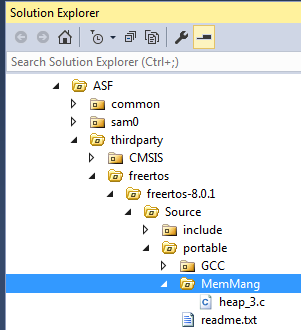 Solution Explorer
Search Solution Explorer (Ctrl+;)
ASF
common
sam0
thirdparty
CMSIS
freertos
freertos-8.0.1
Source
include
portable
GCC
MemMang
heap_3.c
readme.txt